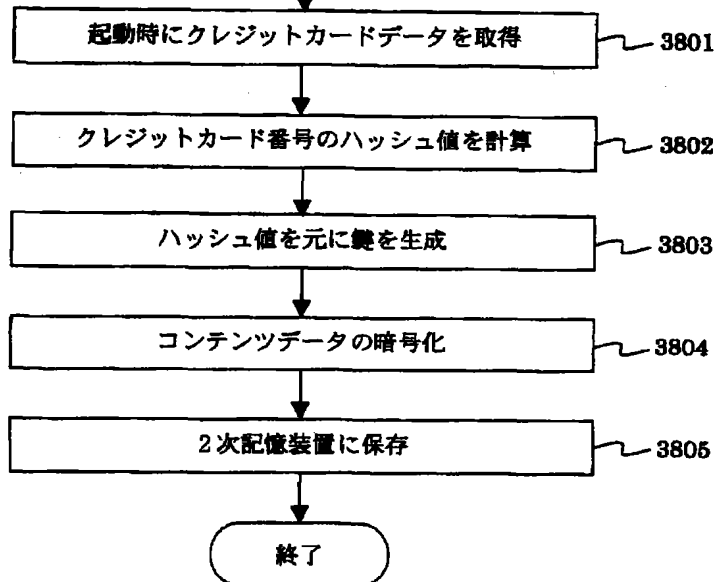 起動時にクレジットカードデータを取得
3801
クレジットカード番号のハッシュ値を計算
3802
ハッシュ値を元に鍵を生成
3803
コンテンツデータの暗号化
3804
2次記憶装置に保存
3805
終了